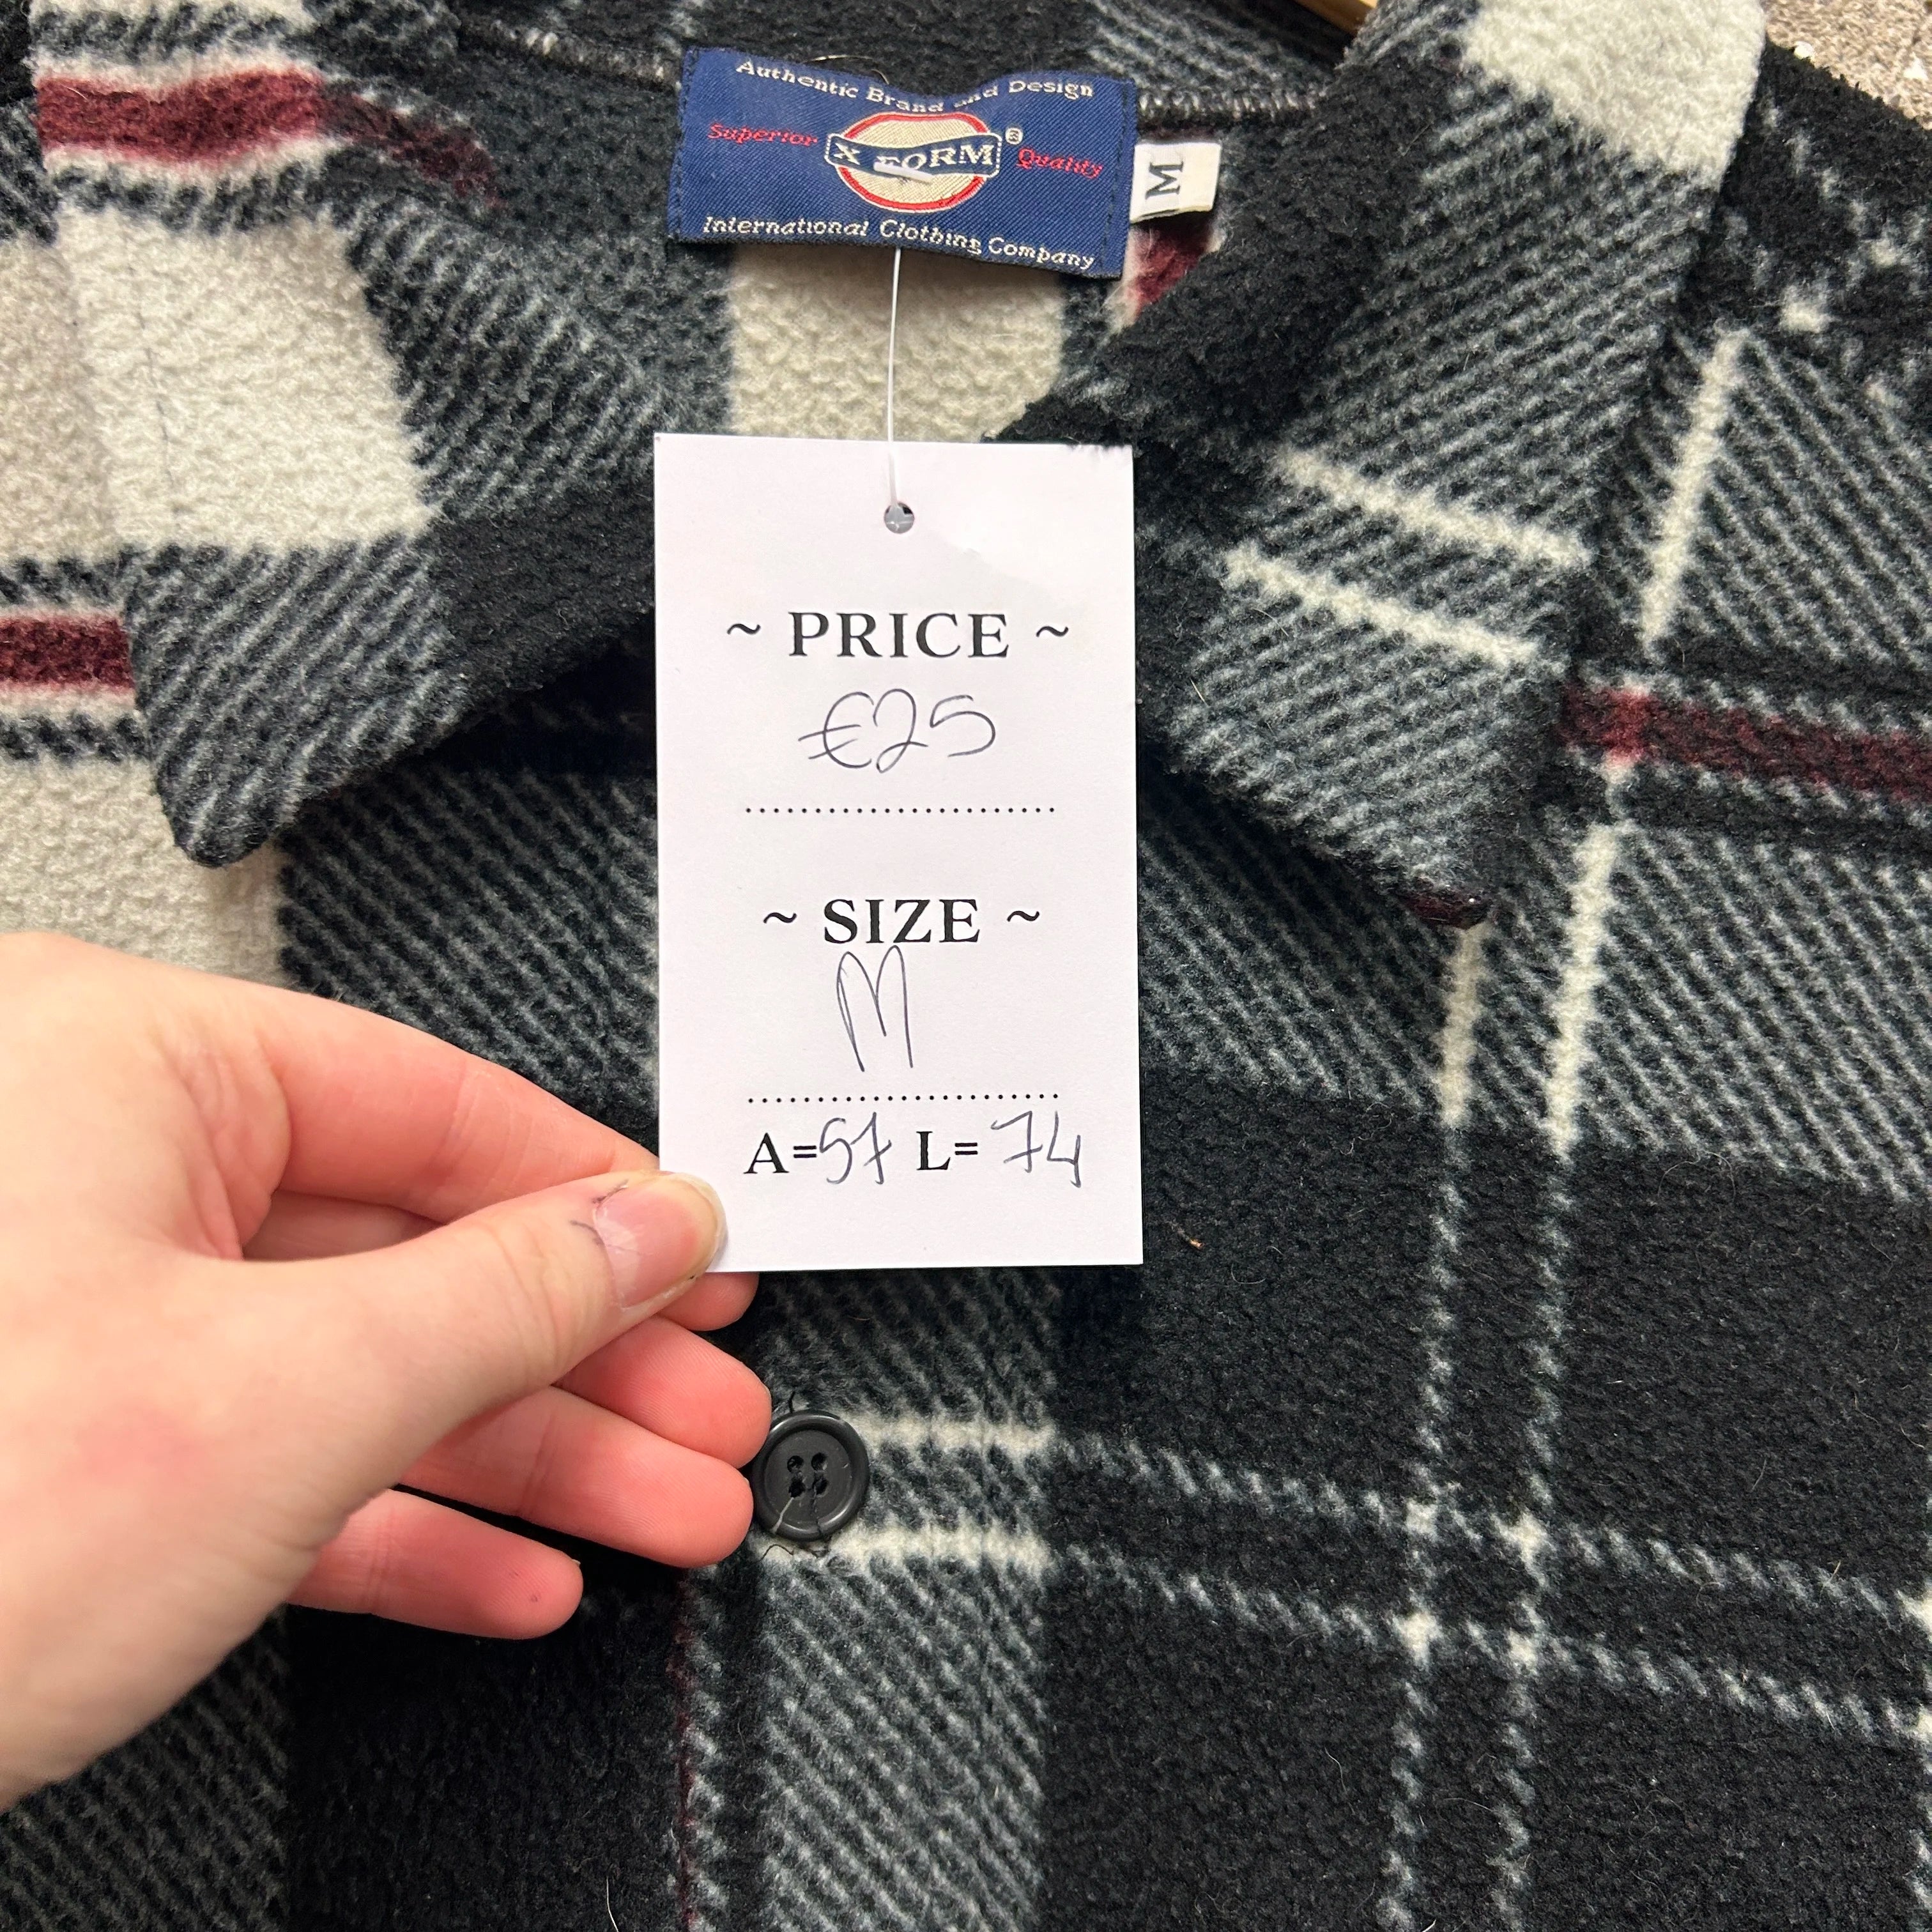 Authentic Brand and Design
Superior X FORM ® Quality
International Clothing Company
M
~ PRICE ~
€25
~ SIZE ~
M
A=57 L= 74